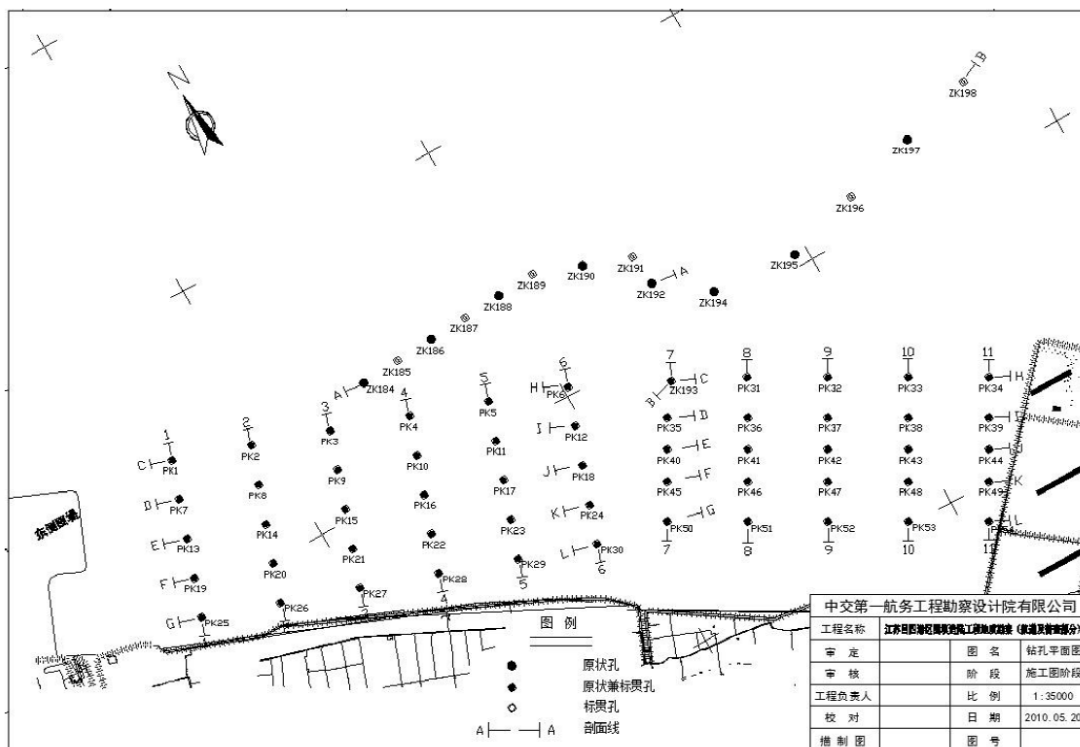 N
B
ZK198
ZK197
ZK196
ZK195
ZK191
ZK190
A
ZK189
ZK192
ZK194
ZK188
ZK187
ZK186
ZK185
A
ZK184
1
2
3
4
5
6
7
8
9
10
11
H
PK6
B
ZK193
C
PK31
PK32
PK33
PK34
H
C
PK1
PK2
PK3
PK4
PK5
I
PK12
PK35
D
PK36
PK37
PK38
PK39
D
PK7
PK8
PK9
PK10
PK11
J
PK18
PK40
E
PK41
PK42
PK43
PK44
E
PK13
PK14
PK15
PK16
PK17
K
PK24
PK45
F
PK46
PK47
PK48
PK49
K
F
PK19
PK20
PK21
PK22
PK23
L
PK30
PK50
G
PK51
PK52
PK53
L
G
PK25
PK26
PK27
PK28
PK29
5
6
7
8
9
10
11
图 例
原状孔
原状兼标贯孔
标贯孔
A A 剖面线
中交第一航务工程勘察设计院有限公司
工程名称
审 定 图 名 钻孔平面图
审 核 阶 段 施工图阶段
工程负责人 比 例 1:35000
校 对 日 期 2010.05.20
描 制 图 图 号